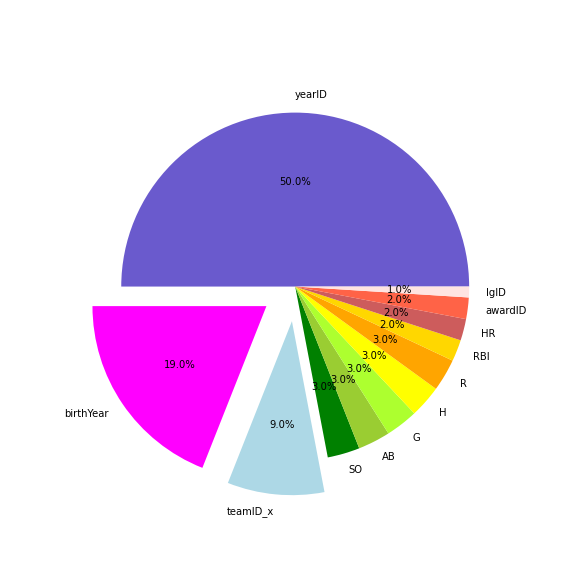 yearID
50.0%
1.0%
lgID
2.0%
awardID
2.0%
HR
2.0%
RBI
3.0%
R
3.0%
H
3.0%
G
3.0%
AB
3.0%
SO
19.0%
birthYear
9.0%
teamID_x